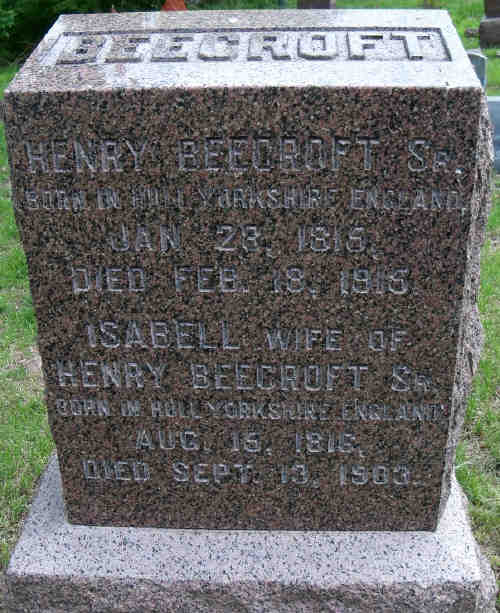 BEECROFT
HENRY BEECROFT Sr.
BORN IN HULL YORKSHIRE ENGLAND,
JAN. 28, 1815,
DIED FEB. 18, 1915.
ISABELL WIFE OF
HENRY BEECROFT Sr.
BORN IN HULL YORKSHIRE ENGLAND
AUG. 15, 1816,
DIED SEPT. 13, 1903.